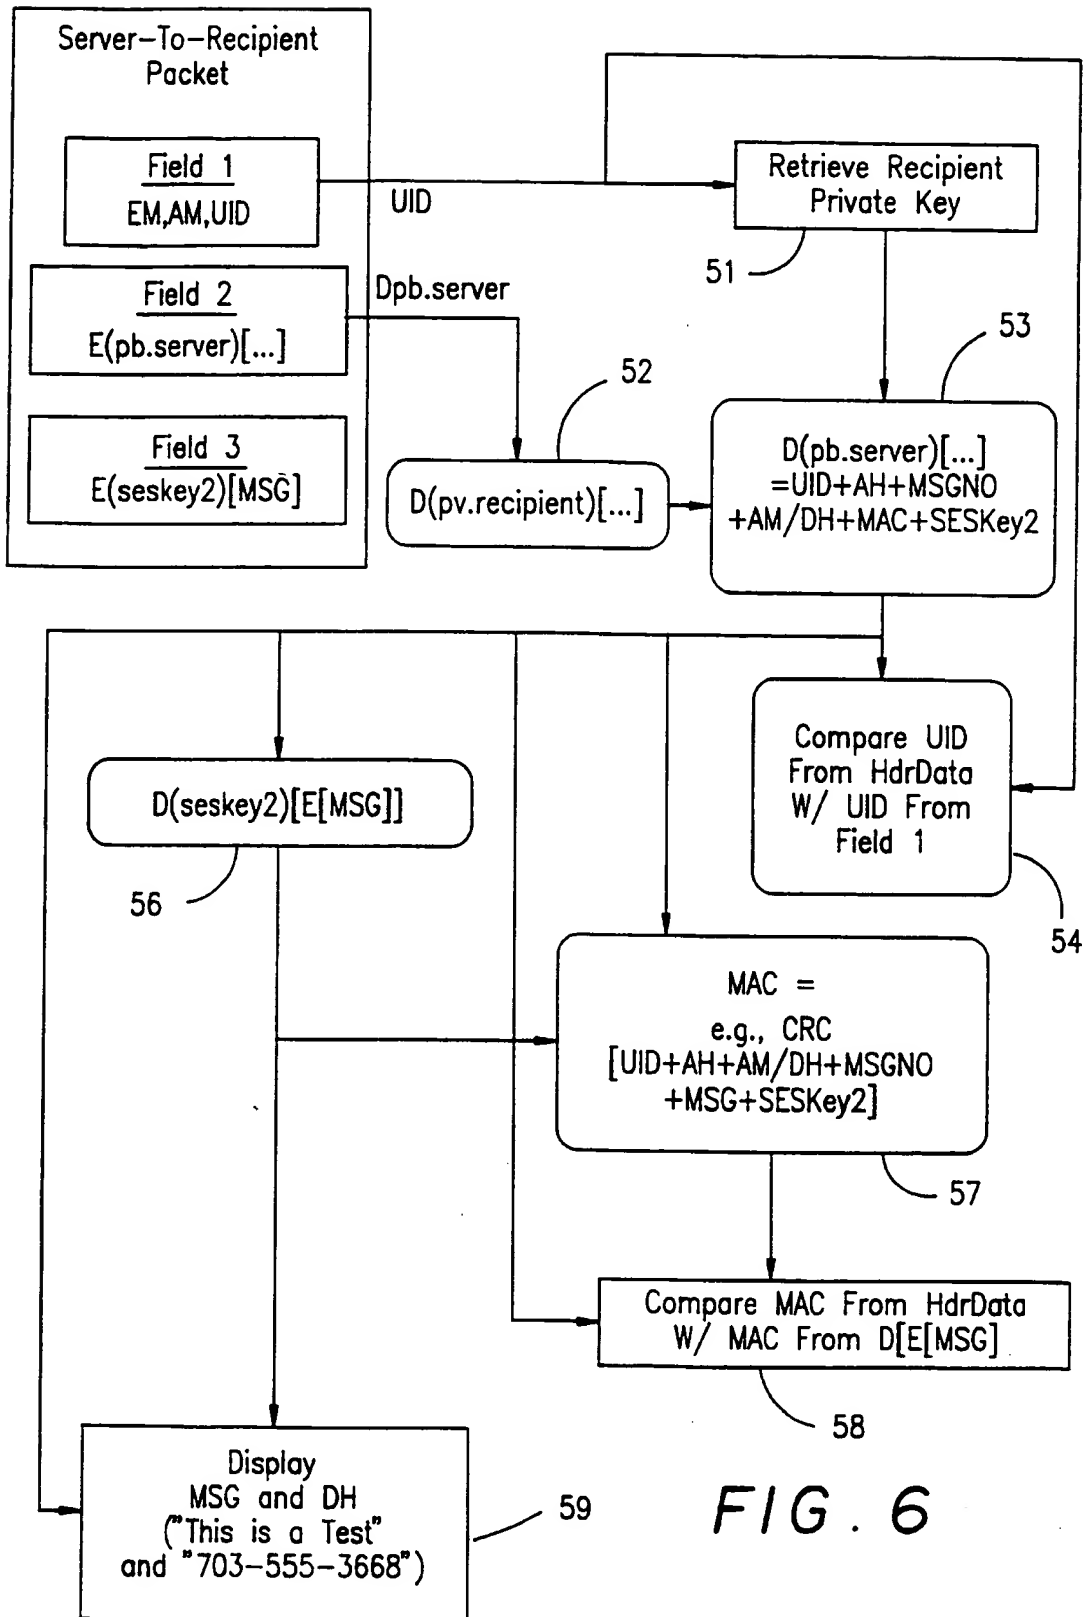 Server-To-Recipient
Packet
Field 1
EM,AM,UID
UID
Retrieve Recipient
Private Key
51
Field 2
E(pb.server)[...]
Dpb.server
52
53
Field 3
E(seskey2)[MSG]
D(pv.recipient)[...]
D(pb.server)[...]
=UID+AH+MSGNO
+AM/DH+MAC+SESKey2
Compare UID
From HdrData
W/ UID From
Field 1
54
D(seskey2)[E[MSG]]
56
MAC =
e.g., CRC
[UID+AH+AM/DH+MSGNO
+MSG+SESKey2]
57
Compare MAC From HdrData
W/ MAC From D[E[MSG]
58
Display
MSG and DH
("This is a Test"
and "703-555-3668")
59
FIG. 6